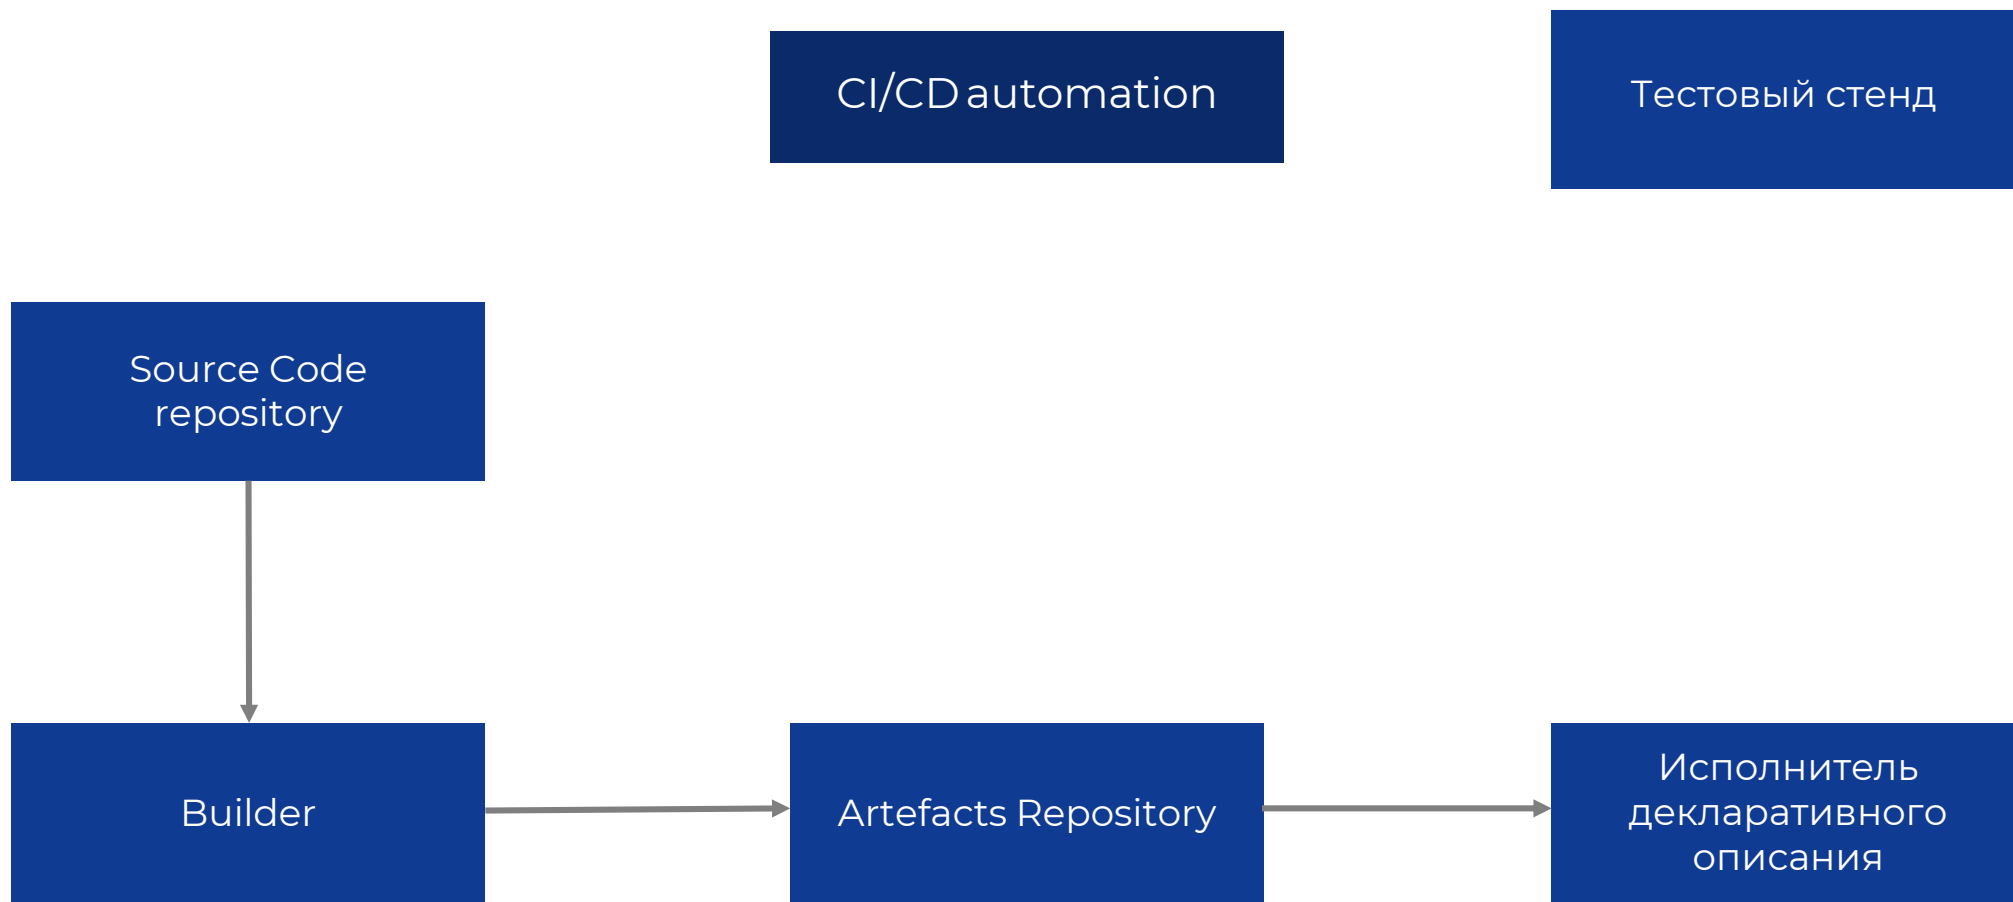 CI/CD automation
Тестовый стенд
Source Code
repository
Builder
Artefacts Repository
Исполнитель
декларативного
описания